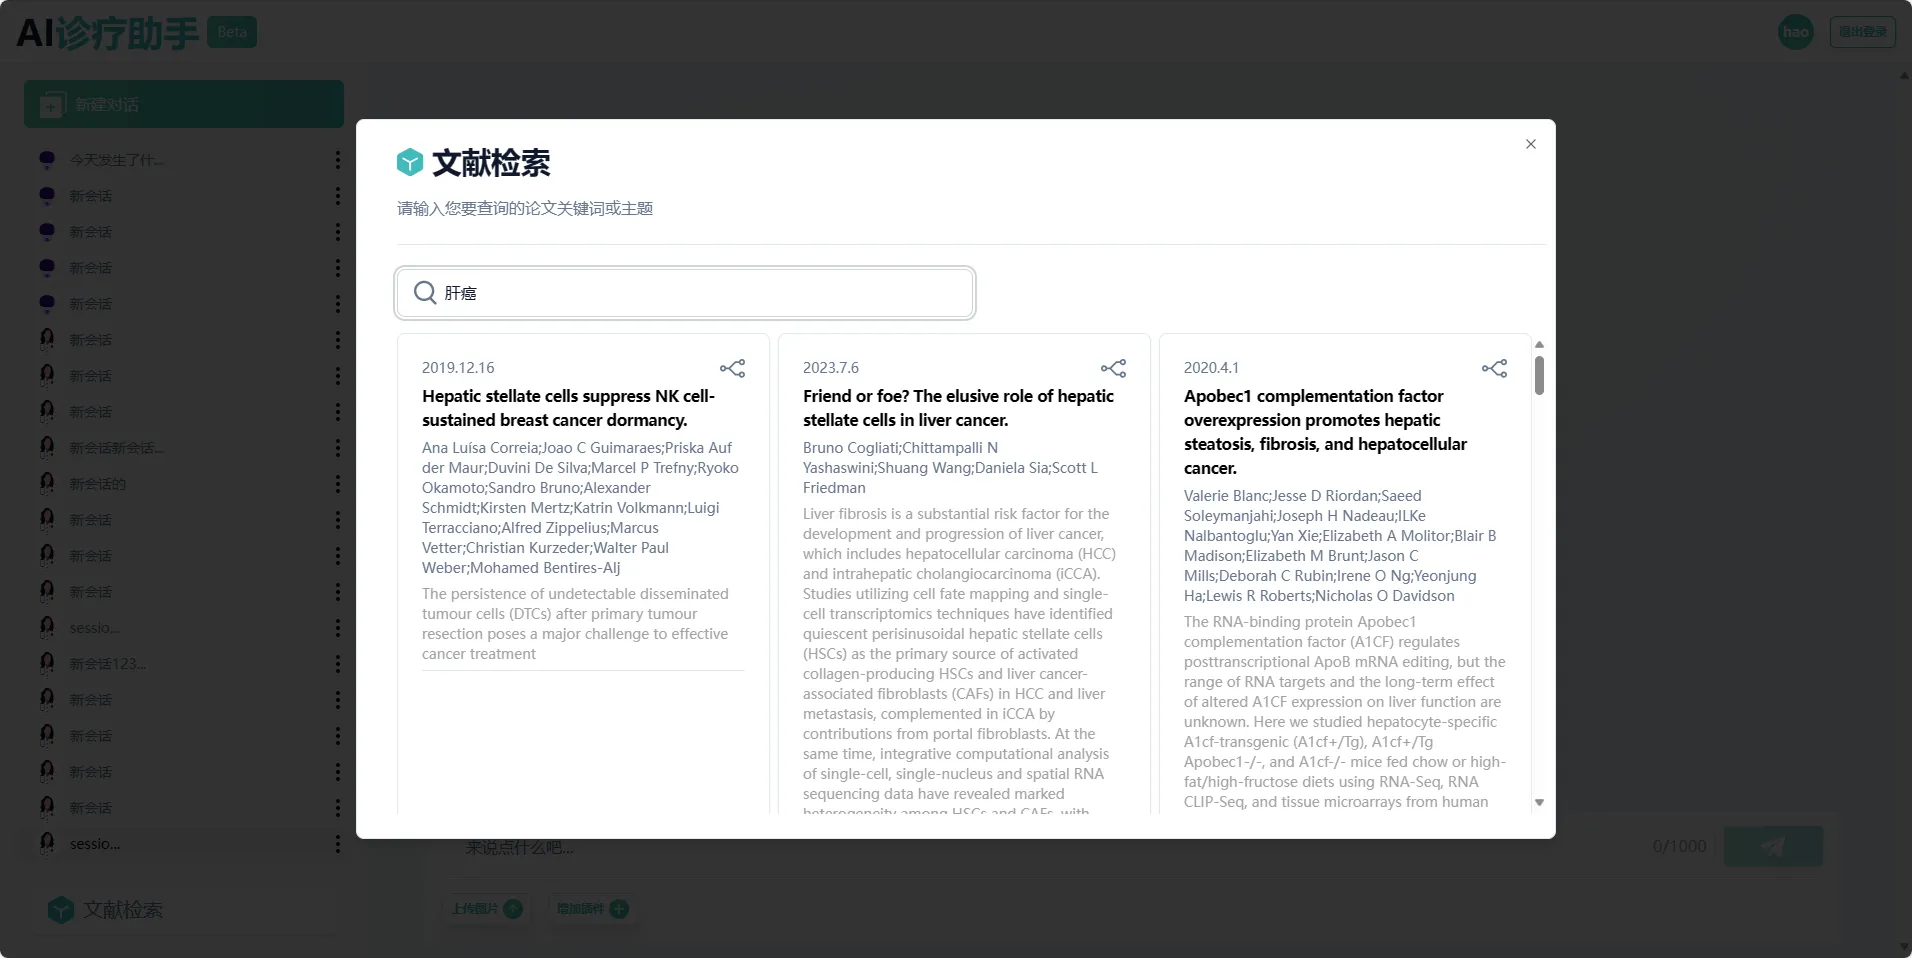 AI诊疗助手 Beta
hao
退出登录
新建对话
今天发生了什...
新会话
新会话
新会话
新会话
新会话
新会话
新会话
新会话新会话...
新会话的
新会话
新会话
新会话
sessio...
新会话123...
新会话
新会话
新会话
新会话
sessio...
文献检索
文献检索
请输入您要查询的论文关键词或主题
肝癌
2019.12.16
Hepatic stellate cells suppress NK cell-
sustained breast cancer dormancy.
Ana Luísa Correia;Joao C Guimaraes;Priska Auf
der Maur;Duvini De Silva;Marcel P Trefny;Ryoko
Okamoto;Sandro Bruno;Alexander
Schmidt;Kirsten Mertz;Katrin Volkmann;Luigi
Terracciano;Alfred Zippelius;Marcus
Vetter;Christian Kurzeder;Walter Paul
Weber;Mohamed Bentires-Alj
The persistence of undetectable disseminated
tumour cells (DTCs) after primary tumour
resection poses a major challenge to effective
cancer treatment
2023.7.6
Friend or foe? The elusive role of hepatic
stellate cells in liver cancer.
Bruno Cogliati;Chittampalli N
Yashaswini;Shuang Wang;Daniela Sia;Scott L
Friedman
Liver fibrosis is a substantial risk factor for the
development and progression of liver cancer,
which includes hepatocellular carcinoma (HCC)
and intrahepatic cholangiocarcinoma (iCCA).
Studies utilizing cell fate mapping and single-
cell transcriptomics techniques have identified
quiescent perisinusoidal hepatic stellate cells
(HSCs) as the primary source of activated
collagen-producing HSCs and liver cancer-
associated fibroblasts (CAFs) in HCC and liver
metastasis, complemented in iCCA by
contributions from portal fibroblasts. At the
same time, integrative computational analysis
of single-cell, single-nucleus and spatial RNA
sequencing data have revealed marked
heterogeneity among HSCs and CAFs, with
2020.4.1
Apobec1 complementation factor
overexpression promotes hepatic
steatosis, fibrosis, and hepatocellular
cancer.
Valerie Blanc;Jesse D Riordan;Saeed
Soleymanjahi;Joseph H Nadeau;ILKe
Nalbantoglu;Yan Xie;Elizabeth A Molitor;Blair B
Madison;Elizabeth M Brunt;Jason C
Mills;Deborah C Rubin;Irene O Ng;Yeonjung
Ha;Lewis R Roberts;Nicholas O Davidson
The RNA-binding protein Apobec1
complementation factor (A1CF) regulates
posttranscriptional ApoB mRNA editing, but the
range of RNA targets and the long-term effect
of altered A1CF expression on liver function are
unknown. Here we studied hepatocyte-specific
A1cf-transgenic (A1cf+/Tg), A1cf+/Tg
Apobec1-/-, and A1cf-/- mice fed chow or high-
fat/high-fructose diets using RNA-Seq, RNA
CLIP-Seq, and tissue microarrays from human
来说点什么吧...
0/1000
上传图片
增加插件